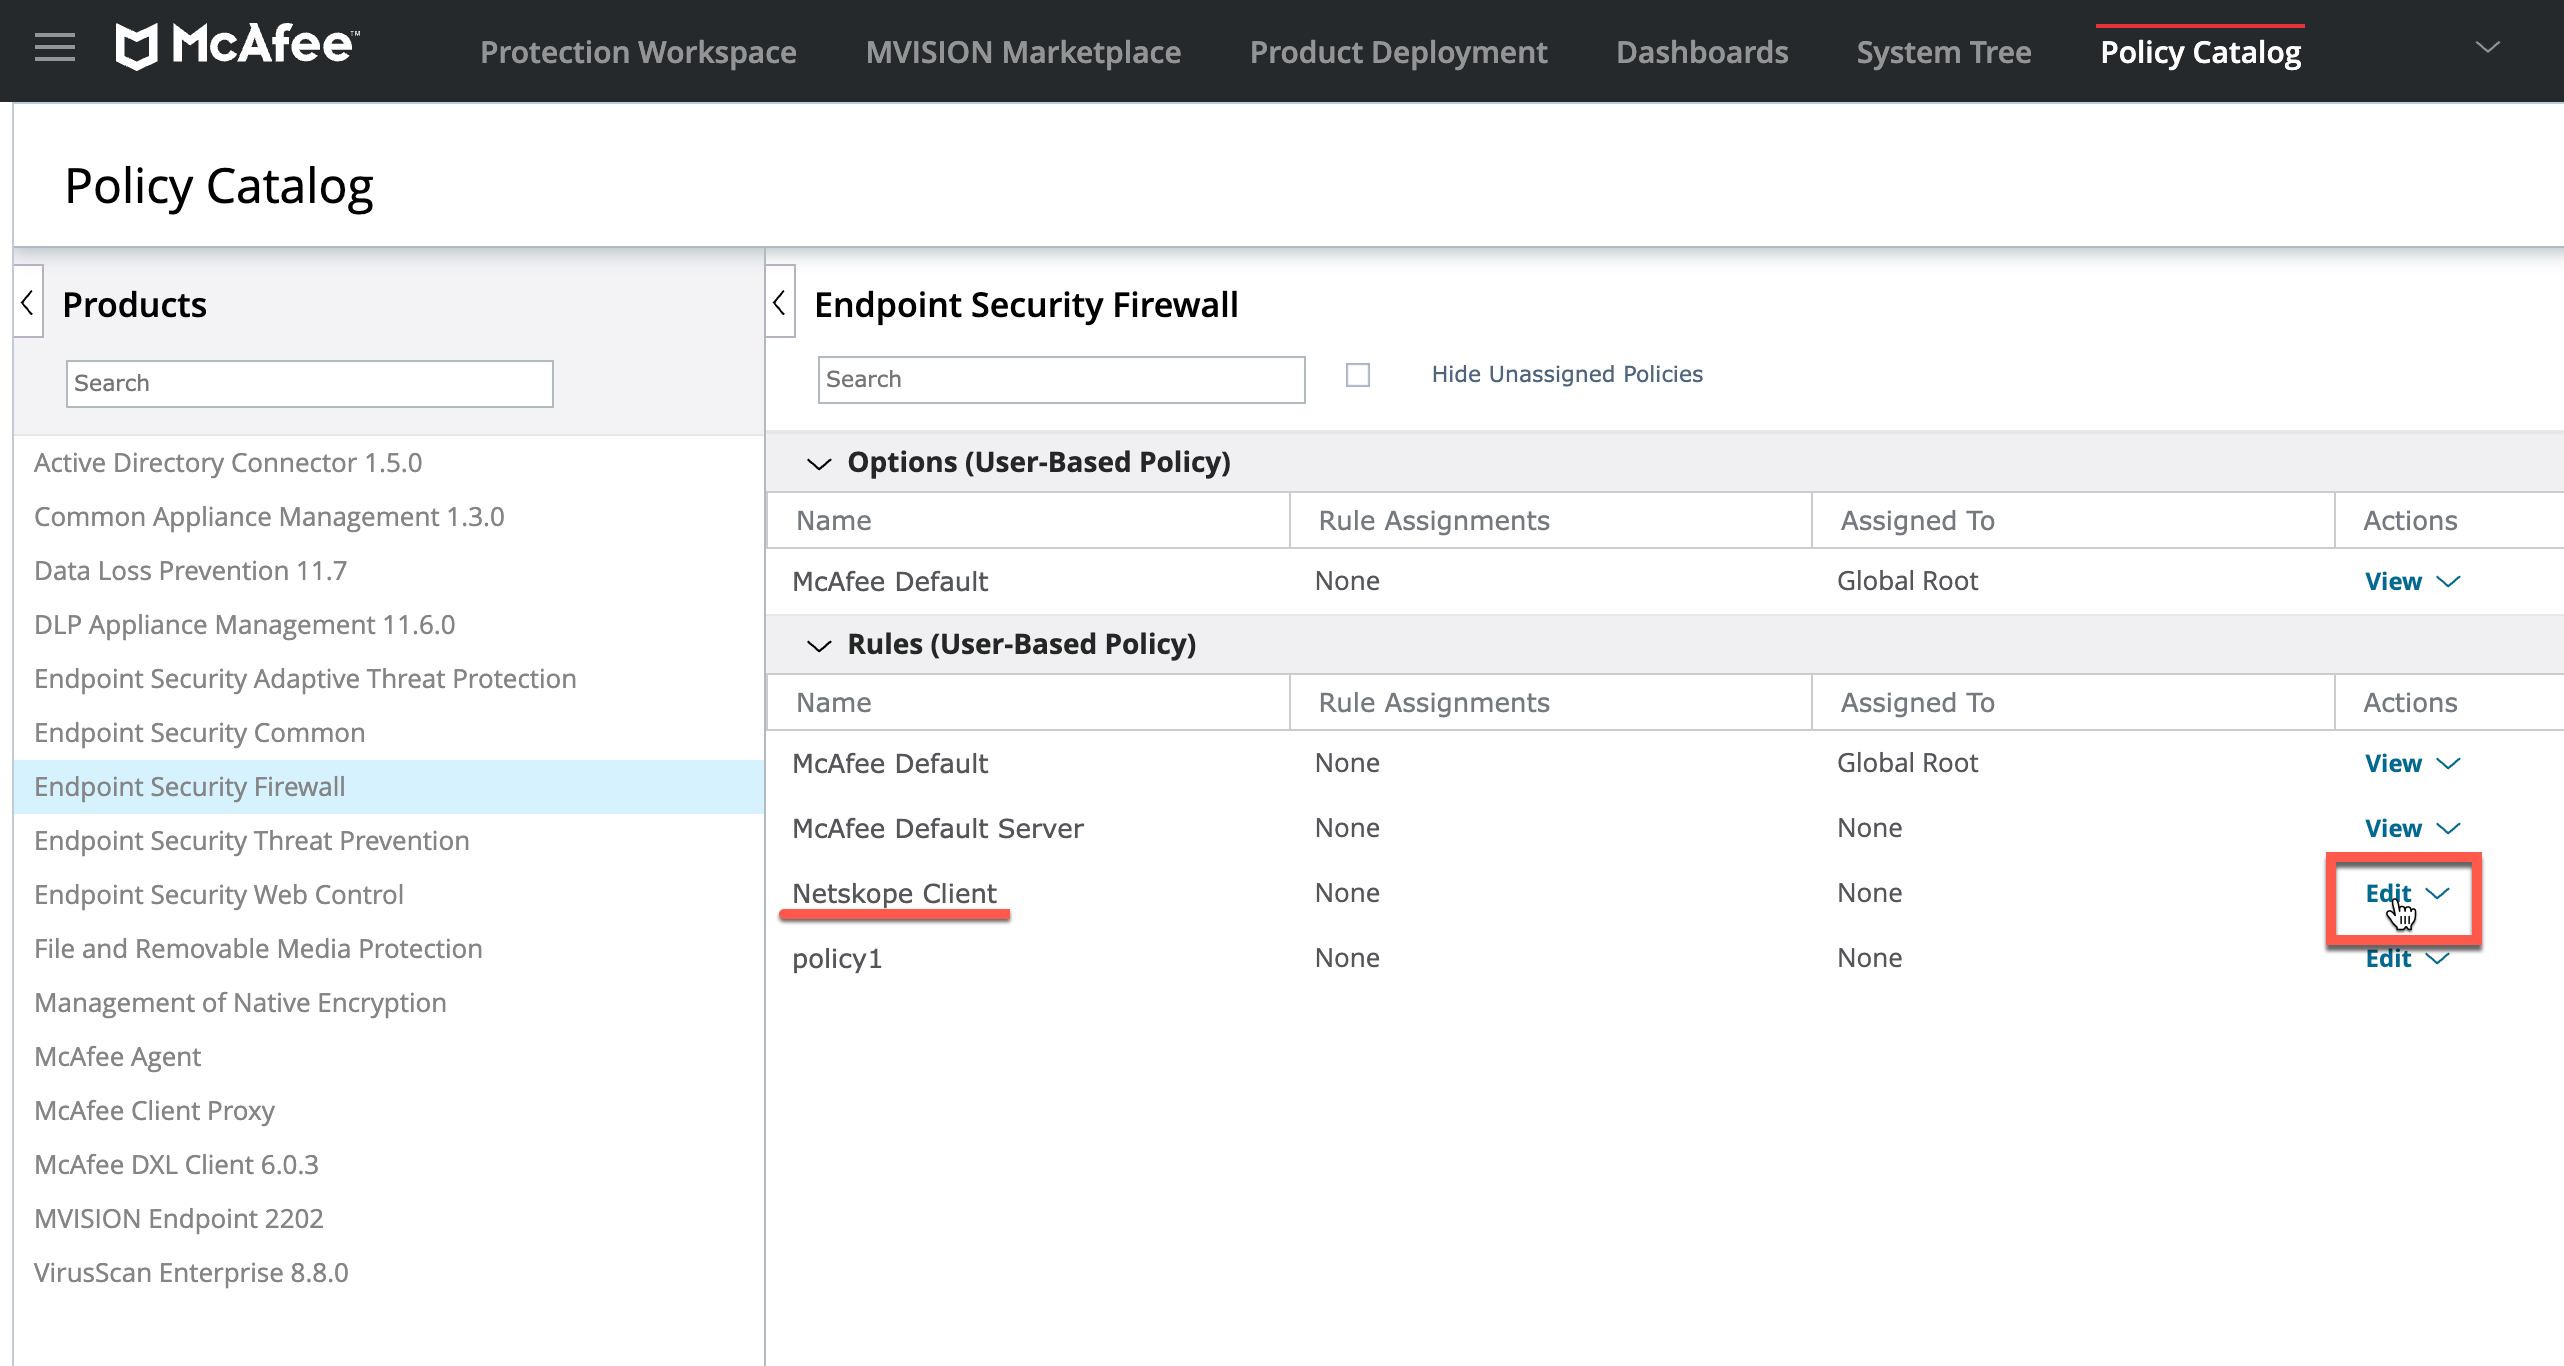 McAfee™
Protection Workspace
MVISION Marketplace
Product Deployment
Dashboards
System Tree
Policy Catalog
Policy Catalog
Products
Search
Active Directory Connector 1.5.0
Common Appliance Management 1.3.0
Data Loss Prevention 11.7
DLP Appliance Management 11.6.0
Endpoint Security Adaptive Threat Protection
Endpoint Security Common
Endpoint Security Firewall
Endpoint Security Threat Prevention
Endpoint Security Web Control
File and Removable Media Protection
Management of Native Encryption
McAfee Agent
McAfee Client Proxy
McAfee DXL Client 6.0.3
MVISION Endpoint 2202
VirusScan Enterprise 8.8.0
Endpoint Security Firewall
Search
Hide Unassigned Policies
Options (User-Based Policy)
Name Rule Assignments Assigned To Actions
McAfee Default None Global Root View
Rules (User-Based Policy)
Name Rule Assignments Assigned To Actions
McAfee Default None Global Root View
McAfee Default Server None None View
Netskope Client None None Edit
policy1 None None Edit